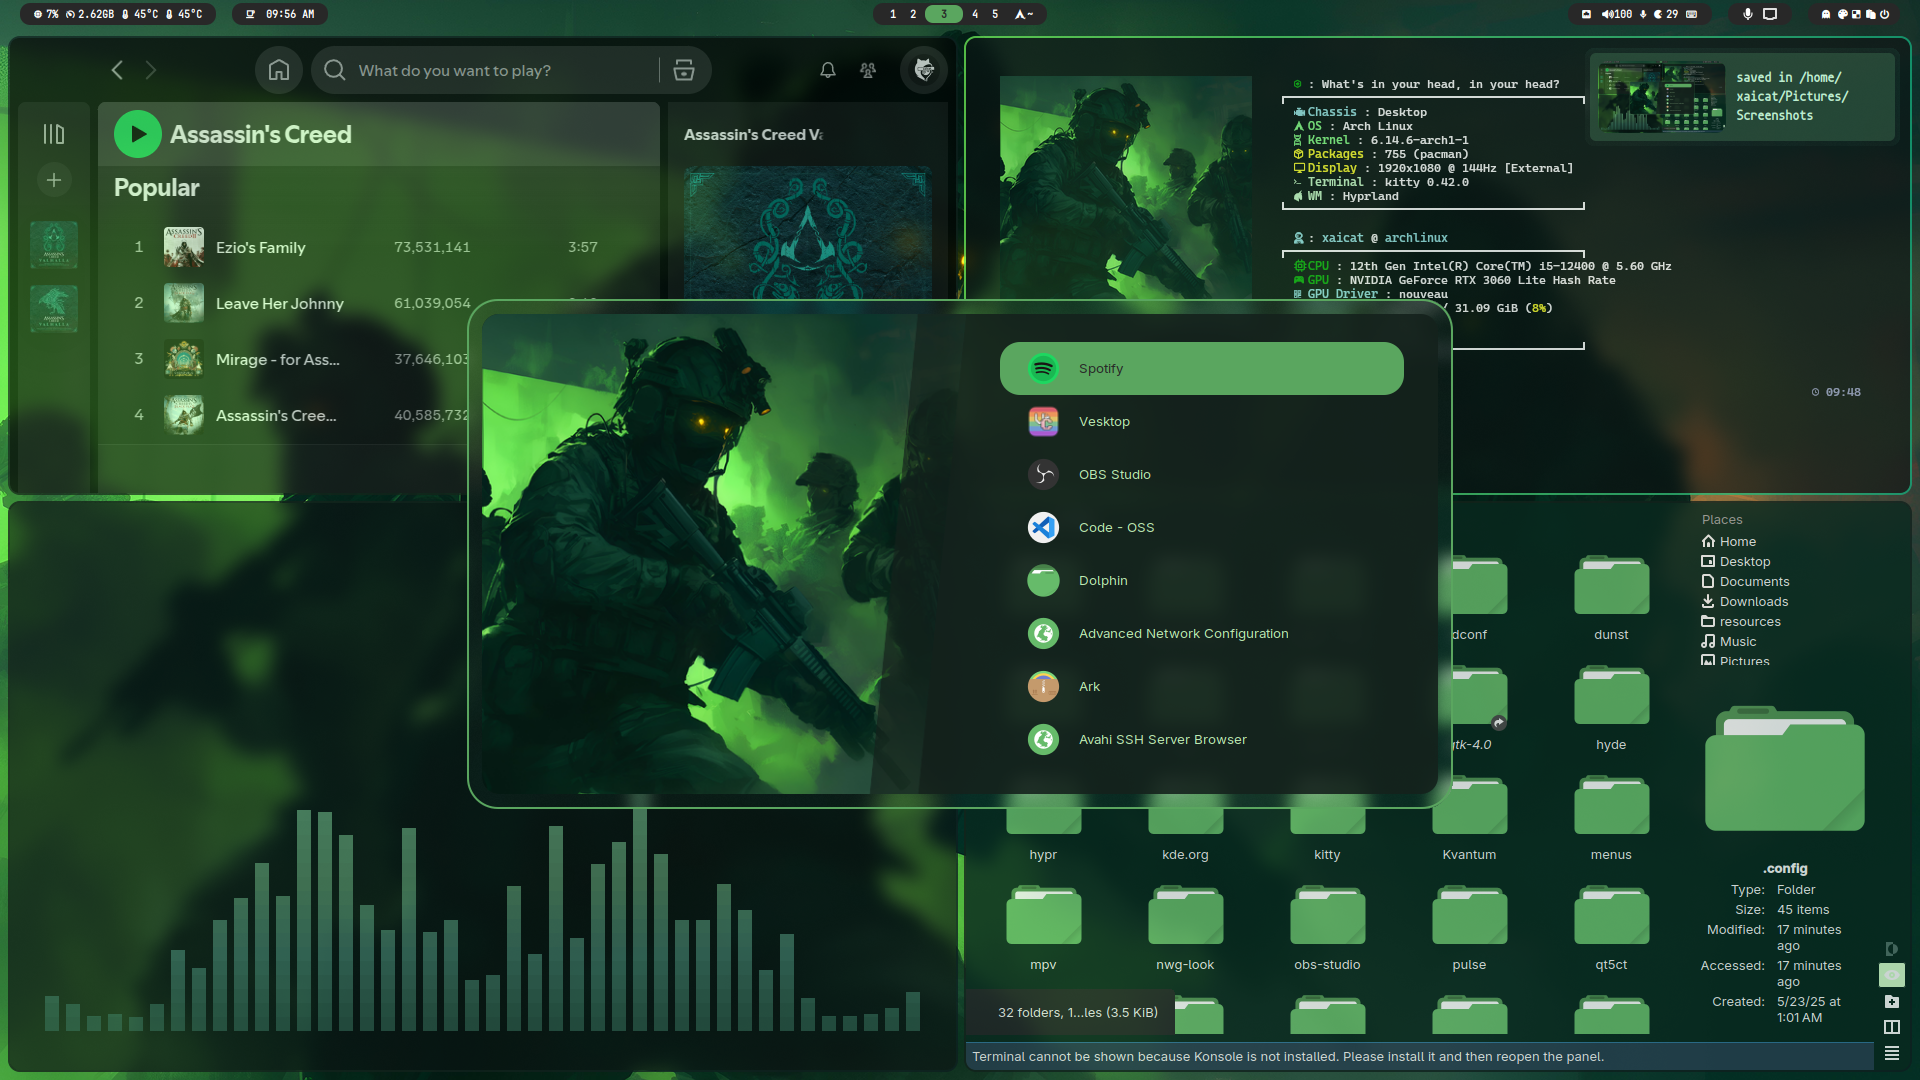 7% 2.62GB 45°C 45°C
09:56 AM
1 2 3 4 5 ~
100 29
What do you want to play?
Assassin's Creed
Popular
1 Ezio's Family 73,531,141 3:57
2 Leave Her Johnny 61,039,054
3 Mirage - for Ass... 37,646,103
4 Assassin's Cree... 40,585,732
Assassin's Creed Va
: What's in your head, in your head?
Chassis : Desktop
OS : Arch Linux
Kernel : 6.14.6-arch1-1
Packages : 755 (pacman)
Display : 1920x1080 @ 144Hz [External]
Terminal : kitty 0.42.0
WM : Hyprland
: xaicat @ archlinux
CPU : 12th Gen Intel(R) Core(TM) i5-12400 @ 5.60 GHz
GPU : NVIDIA GeForce RTX 3060 Lite Hash Rate
GPU Driver : nouveau
/ 31.09 GiB (8%)
09:48
saved in /home/
xaicat/Pictures/
Screenshots
Spotify
Vesktop
OBS Studio
Code - OSS
Dolphin
Advanced Network Configuration
Ark
Avahi SSH Server Browser
dconf dunst
gtk-4.0 hyde
hypr kde.org kitty Kvantum menus
mpv nwg-look obs-studio pulse qt5ct
32 folders, 1...les (3.5 KiB)
Places
Home
Desktop
Documents
Downloads
resources
Music
Pictures
.config
Type: Folder
Size: 45 items
Modified: 17 minutes
ago
Accessed: 17 minutes
ago
Created: 5/23/25 at
1:01 AM
Terminal cannot be shown because Konsole is not installed. Please install it and then reopen the panel.